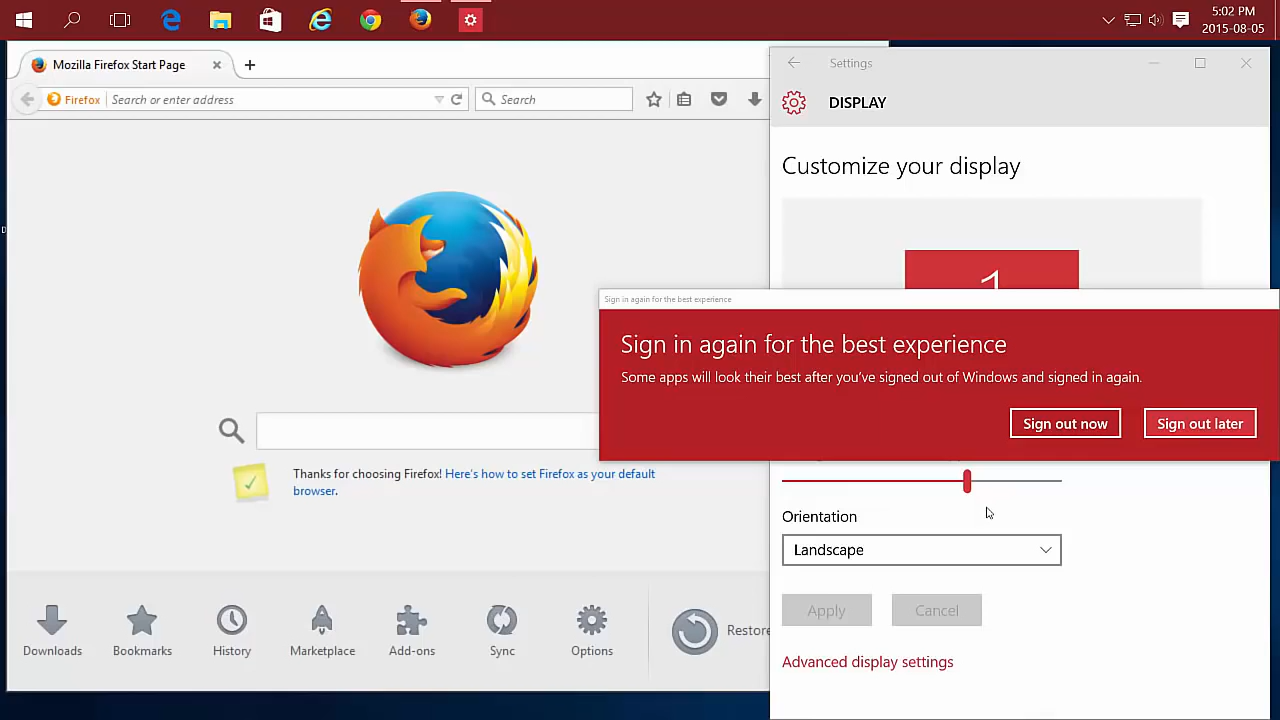 5:02 PM
2015-08-05
Mozilla Firefox Start Page
Firefox
Search or enter address
Search
Settings
DISPLAY
Customize your display
1
Sign in again for the best experience
Sign in again for the best experience
Some apps will look their best after you've signed out of Windows and signed in again.
Sign out now
Sign out later
Thanks for choosing Firefox! Here's how to set Firefox as your default
browser.
Orientation
Landscape
Apply
Cancel
Advanced display settings
Downloads
Bookmarks
History
Marketplace
Add-ons
Sync
Options
Restore